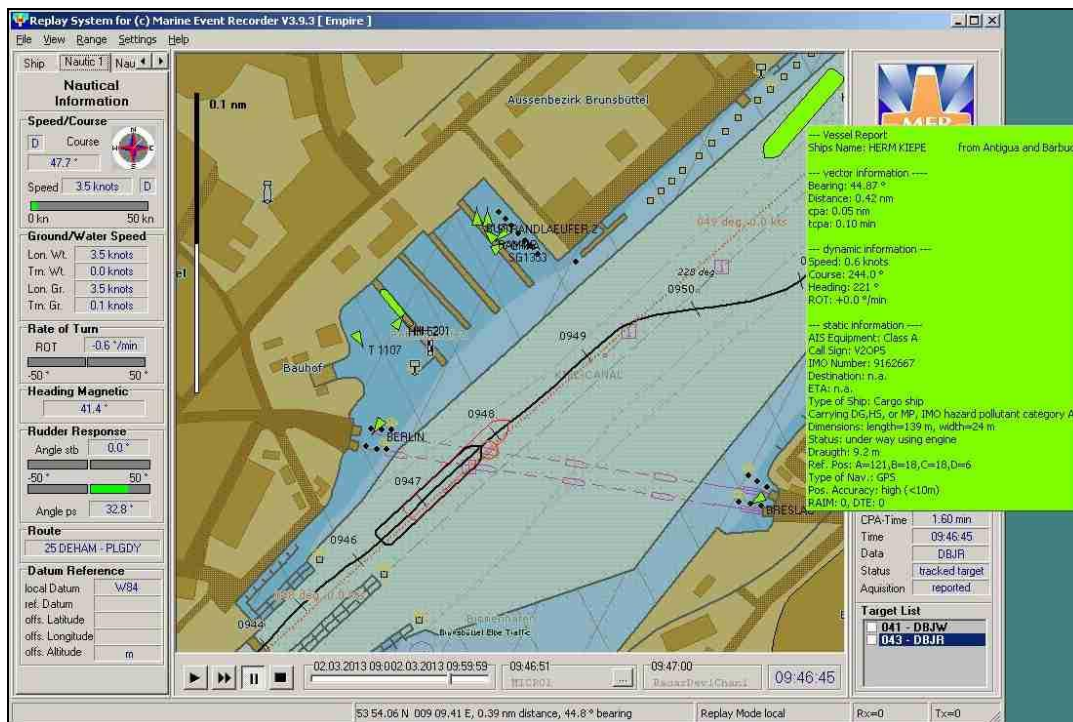 Replay System for (c) Marine Event Recorder V3.9.3 [ Empire ]
File View Range Settings Help
Ship Nautic 1 Nau
Nautical
Information
Speed/Course
D Course
47.7 °
Speed 3.5 knots D
0 kn 50 kn
Ground/Water Speed
Lon. Wt. 3.5 knots
Trn. Wt. 0.0 knots
Lon. Gr. 3.5 knots
Trn. Gr. 0.1 knots
Rate of Turn
ROT -0.6 °/min
-50 ° 50 °
Heading Magnetic
41.4 °
Rudder Response
Angle stb 0.0 °
-50 ° 50 °
Angle ps 32.8 °
Route
25 DEHAM - PLGDY
Datum Reference
local Datum W84
ref. Datum
offs. Latitude
offs. Longitude
offs. Altitude m
0.1 nm
Aussenbezirk Brunsbüttel
STRANDLAEUFER 2
SG1353
049 deg, 0.0 kts
228 deg
0950
0949
KIEL-CANAL
T 1107
Bauhof
0948
BERLIN
0947
BRESLAU
0946
0944
Binnenhafen
Brunsbuettel Elbe Traffic
MER
--- Vessel Report
Ships Name: HERM KIEPE from Antigua and Barbuda
--- vector information ----
Bearing: 44.87 °
Distance: 0.42 nm
cpa: 0.05 nm
tcpa: 0.10 min
--- dynamic information ---
Speed: 0.6 knots
Course: 244.0 °
Heading: 221 °
ROT: +0.0 °/min
--- static information ----
AIS Equipment: Class A
Call Sign: V2OP5
IMO Number: 9162667
Destination: n.a.
ETA: n.a.
Type of Ship: Cargo ship
Carrying DG,HS, or MP, IMO hazard pollutant category A
Dimensions: length=139 m, width=24 m
Status: under way using engine
Draugth: 9.2 m
Ref. Pos: A=121,B=18,C=18,D=6
Type of Nav.: GPS
Pos. Accuracy: high (<10m)
RAIM: 0, DTE: 0
CPA-Time 1.60 min
Time 09:46:45
Data DBJR
Status tracked target
Aquisition reported
Target List
041 - DBJW
043 - DBJR
02.03.2013 09:00 02.03.2013 09:59:59
09:46:51
MICRO1 ...
09:47:00
RadarDev1Chan1
09:46:45
53 54.06 N 009 09.41 E, 0.39 nm distance, 44.8 ° bearing
Replay Mode local
Rx=0
Tx=0